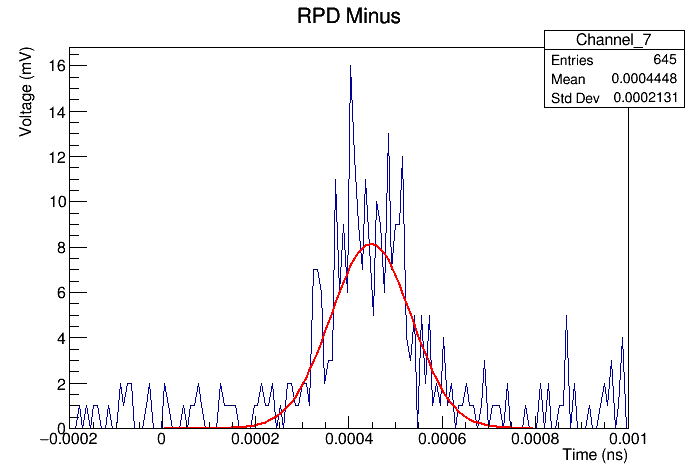 RPD Minus
Channel_7
Entries 645
Mean 0.0004448
Std Dev 0.0002131
Voltage (mV)
16
14
12
10
8
6
4
2
0
−0.0002 0 0.0002 0.0004 0.0006 0.0008 0.001
Time (ns)